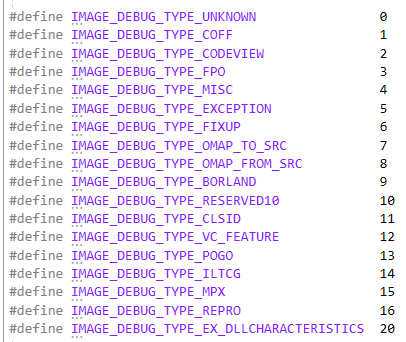 #define IMAGE_DEBUG_TYPE_UNKNOWN 0
#define IMAGE_DEBUG_TYPE_COFF 1
#define IMAGE_DEBUG_TYPE_CODEVIEW 2
#define IMAGE_DEBUG_TYPE_FPO 3
#define IMAGE_DEBUG_TYPE_MISC 4
#define IMAGE_DEBUG_TYPE_EXCEPTION 5
#define IMAGE_DEBUG_TYPE_FIXUP 6
#define IMAGE_DEBUG_TYPE_OMAP_TO_SRC 7
#define IMAGE_DEBUG_TYPE_OMAP_FROM_SRC 8
#define IMAGE_DEBUG_TYPE_BORLAND 9
#define IMAGE_DEBUG_TYPE_RESERVED10 10
#define IMAGE_DEBUG_TYPE_CLSID 11
#define IMAGE_DEBUG_TYPE_VC_FEATURE 12
#define IMAGE_DEBUG_TYPE_POGO 13
#define IMAGE_DEBUG_TYPE_ILTCG 14
#define IMAGE_DEBUG_TYPE_MPX 15
#define IMAGE_DEBUG_TYPE_REPRO 16
#define IMAGE_DEBUG_TYPE_EX_DLLCHARACTERISTICS 20